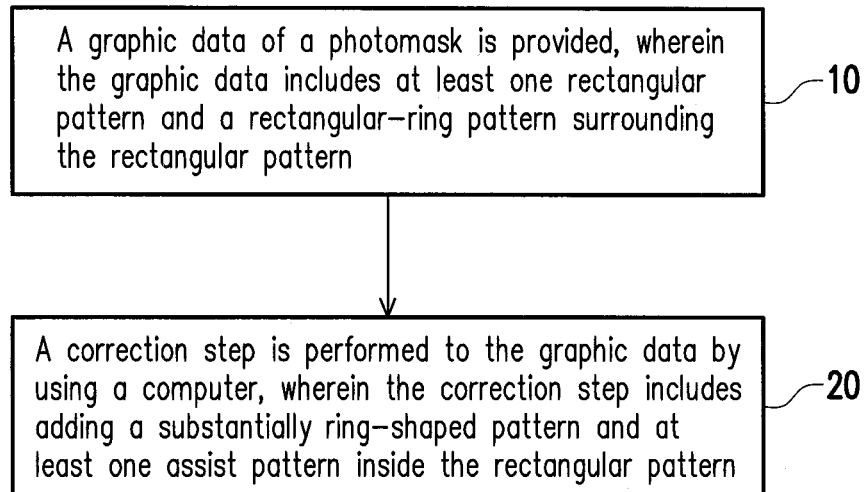 A graphic data of a photomask is provided, wherein
the graphic data includes at least one rectangular
pattern and a rectangular-ring pattern surrounding
the rectangular pattern
10
A correction step is performed to the graphic data by
using a computer, wherein the correction step includes
adding a substantially ring-shaped pattern and at
least one assist pattern inside the rectangular pattern
20